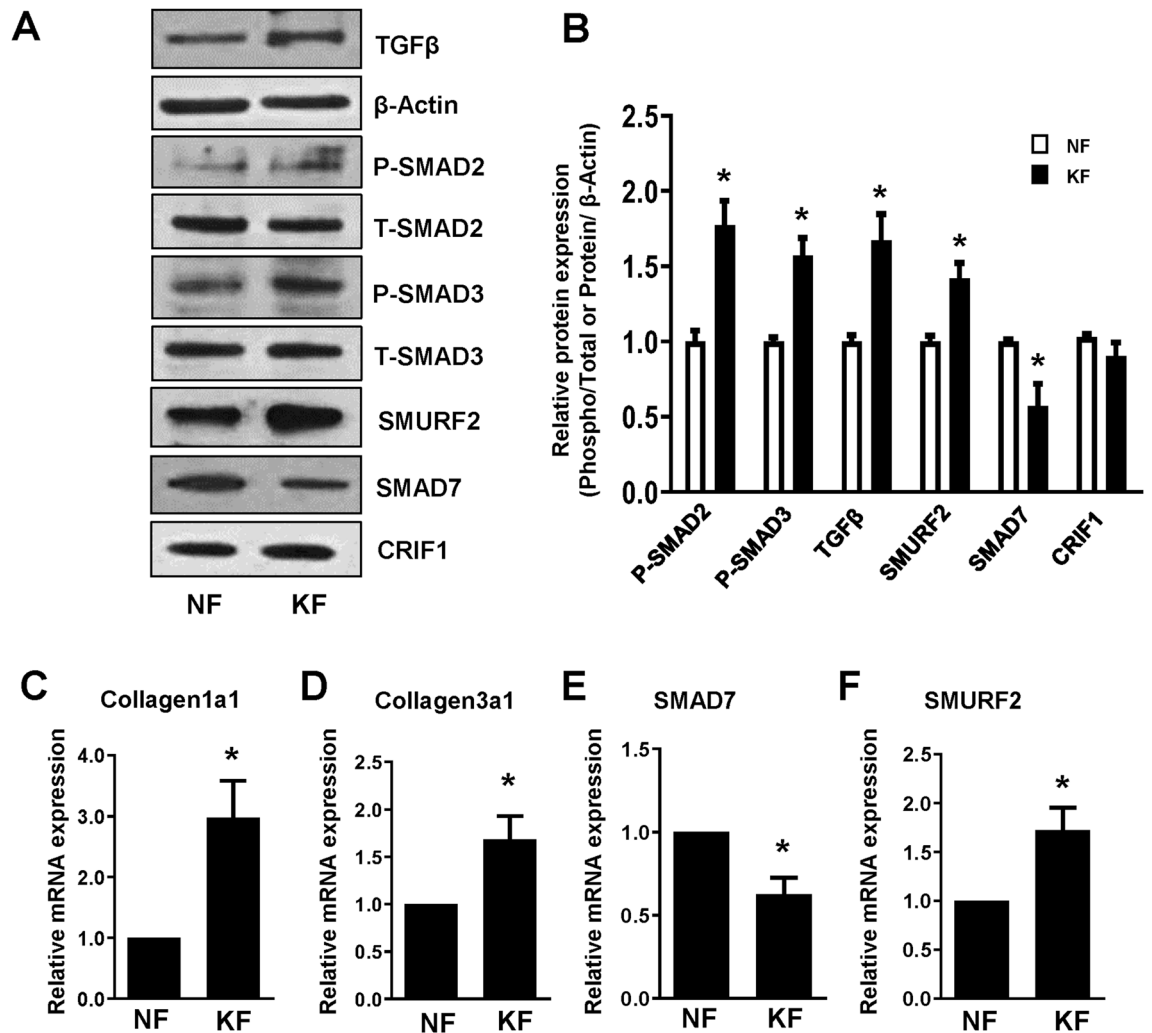 A
TGFβ
β-Actin
P-SMAD2
T-SMAD2
P-SMAD3
T-SMAD3
SMURF2
SMAD7
CRIF1
NF KF
B
Relative protein expression
(Phospho/Total or Protein/ β-Actin)
2.5
2.0
1.5
1.0
0.5
0.0
NF
KF
* * * * *
P-SMAD2 P-SMAD3 TGFβ SMURF2 SMAD7 CRIF1
C
Collagen1a1
Relative mRNA expression
4.0
3.0
2.0
1.0
0.0
*
NF KF
D
Collagen3a1
Relative mRNA expression
2.5
2.0
1.5
1.0
0.5
0.0
*
NF KF
E
SMAD7
Relative mRNA expression
1.5
1.0
0.5
0.0
*
NF KF
F
SMURF2
Relative mRNA expression
2.5
2.0
1.5
1.0
0.5
0.0
*
NF KF